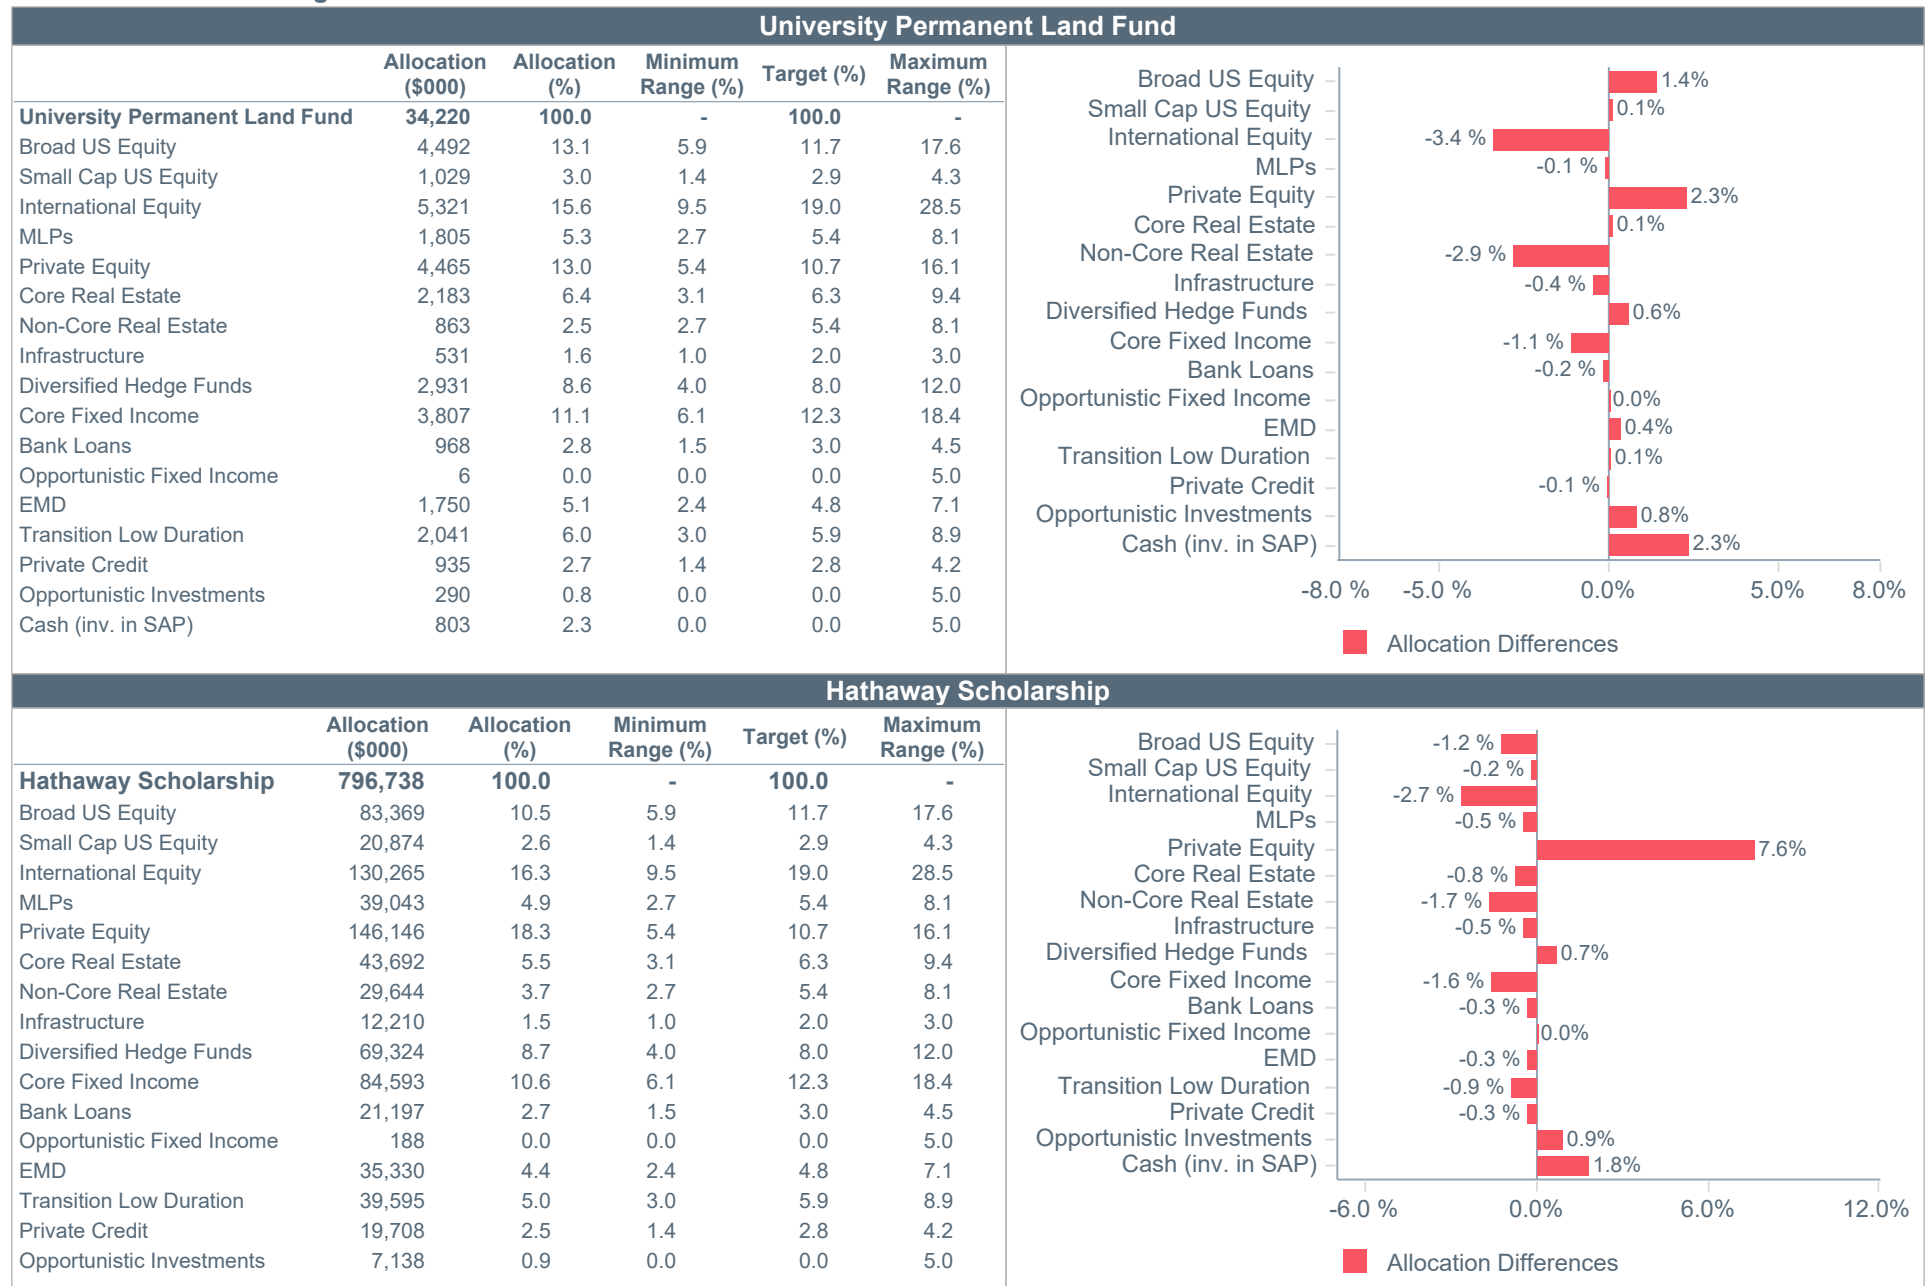 University Permanent Land Fund
Allocation ($000) Allocation (%) Minimum Range (%) Target (%) Maximum Range (%)
University Permanent Land Fund 34,220 100.0 - 100.0 -
Broad US Equity 4,492 13.1 5.9 11.7 17.6
Small Cap US Equity 1,029 3.0 1.4 2.9 4.3
International Equity 5,321 15.6 9.5 19.0 28.5
MLPs 1,805 5.3 2.7 5.4 8.1
Private Equity 4,465 13.0 5.4 10.7 16.1
Core Real Estate 2,183 6.4 3.1 6.3 9.4
Non-Core Real Estate 863 2.5 2.7 5.4 8.1
Infrastructure 531 1.6 1.0 2.0 3.0
Diversified Hedge Funds 2,931 8.6 4.0 8.0 12.0
Core Fixed Income 3,807 11.1 6.1 12.3 18.4
Bank Loans 968 2.8 1.5 3.0 4.5
Opportunistic Fixed Income 6 0.0 0.0 0.0 5.0
EMD 1,750 5.1 2.4 4.8 7.1
Transition Low Duration 2,041 6.0 3.0 5.9 8.9
Private Credit 935 2.7 1.4 2.8 4.2
Opportunistic Investments 290 0.8 0.0 0.0 5.0
Cash (inv. in SAP) 803 2.3 0.0 0.0 5.0
Broad US Equity 1.4%
Small Cap US Equity 0.1%
International Equity -3.4 %
MLPs -0.1 %
Private Equity 2.3%
Core Real Estate 0.1%
Non-Core Real Estate -2.9 %
Infrastructure -0.4 %
Diversified Hedge Funds 0.6%
Core Fixed Income -1.1 %
Bank Loans -0.2 %
Opportunistic Fixed Income 0.0%
EMD 0.4%
Transition Low Duration 0.1%
Private Credit -0.1 %
Opportunistic Investments 0.8%
Cash (inv. in SAP) 2.3%
-8.0 % -5.0 % 0.0% 5.0% 8.0%
Allocation Differences
Hathaway Scholarship
Allocation ($000) Allocation (%) Minimum Range (%) Target (%) Maximum Range (%)
Hathaway Scholarship 796,738 100.0 - 100.0 -
Broad US Equity 83,369 10.5 5.9 11.7 17.6
Small Cap US Equity 20,874 2.6 1.4 2.9 4.3
International Equity 130,265 16.3 9.5 19.0 28.5
MLPs 39,043 4.9 2.7 5.4 8.1
Private Equity 146,146 18.3 5.4 10.7 16.1
Core Real Estate 43,692 5.5 3.1 6.3 9.4
Non-Core Real Estate 29,644 3.7 2.7 5.4 8.1
Infrastructure 12,210 1.5 1.0 2.0 3.0
Diversified Hedge Funds 69,324 8.7 4.0 8.0 12.0
Core Fixed Income 84,593 10.6 6.1 12.3 18.4
Bank Loans 21,197 2.7 1.5 3.0 4.5
Opportunistic Fixed Income 188 0.0 0.0 0.0 5.0
EMD 35,330 4.4 2.4 4.8 7.1
Transition Low Duration 39,595 5.0 3.0 5.9 8.9
Private Credit 19,708 2.5 1.4 2.8 4.2
Opportunistic Investments 7,138 0.9 0.0 0.0 5.0
Broad US Equity -1.2 %
Small Cap US Equity -0.2 %
International Equity -2.7 %
MLPs -0.5 %
Private Equity 7.6%
Core Real Estate -0.8 %
Non-Core Real Estate -1.7 %
Infrastructure -0.5 %
Diversified Hedge Funds 0.7%
Core Fixed Income -1.6 %
Bank Loans -0.3 %
Opportunistic Fixed Income 0.0%
EMD -0.3 %
Transition Low Duration -0.9 %
Private Credit -0.3 %
Opportunistic Investments 0.9%
Cash (inv. in SAP) 1.8%
-6.0 % 0.0% 6.0% 12.0%
Allocation Differences